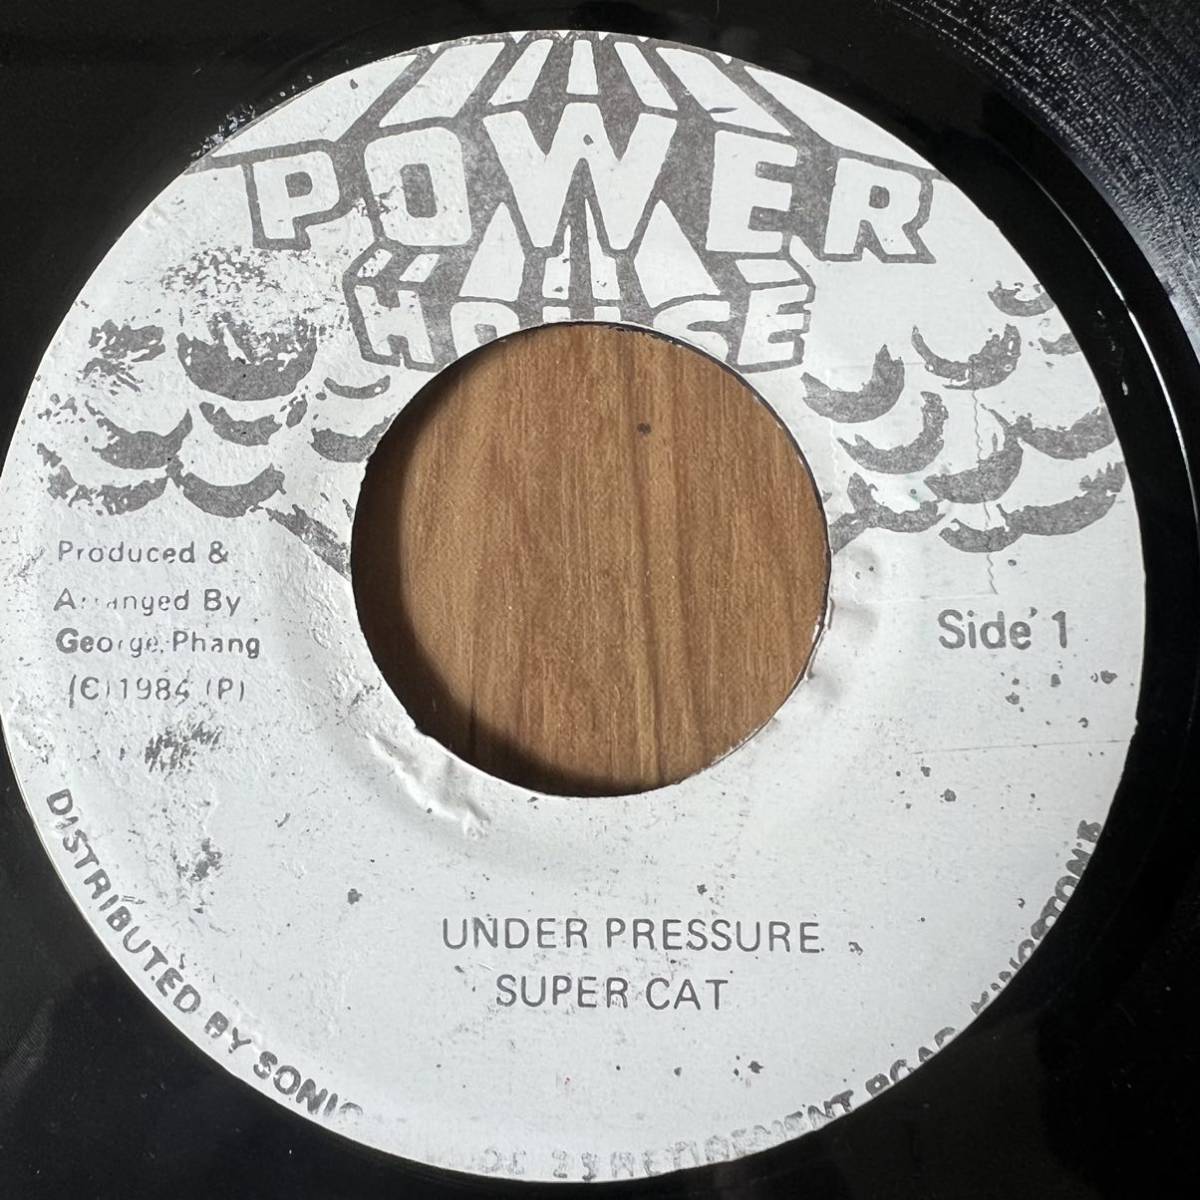 POWER
HOUSE
Produced &
Arranged By
George Phang
(C) 1984 (P)
Side 1
UNDER PRESSURE
SUPER CAT
DISTRIBUTED BY SONIC RETIREMENT ROAD KINGSTON 5